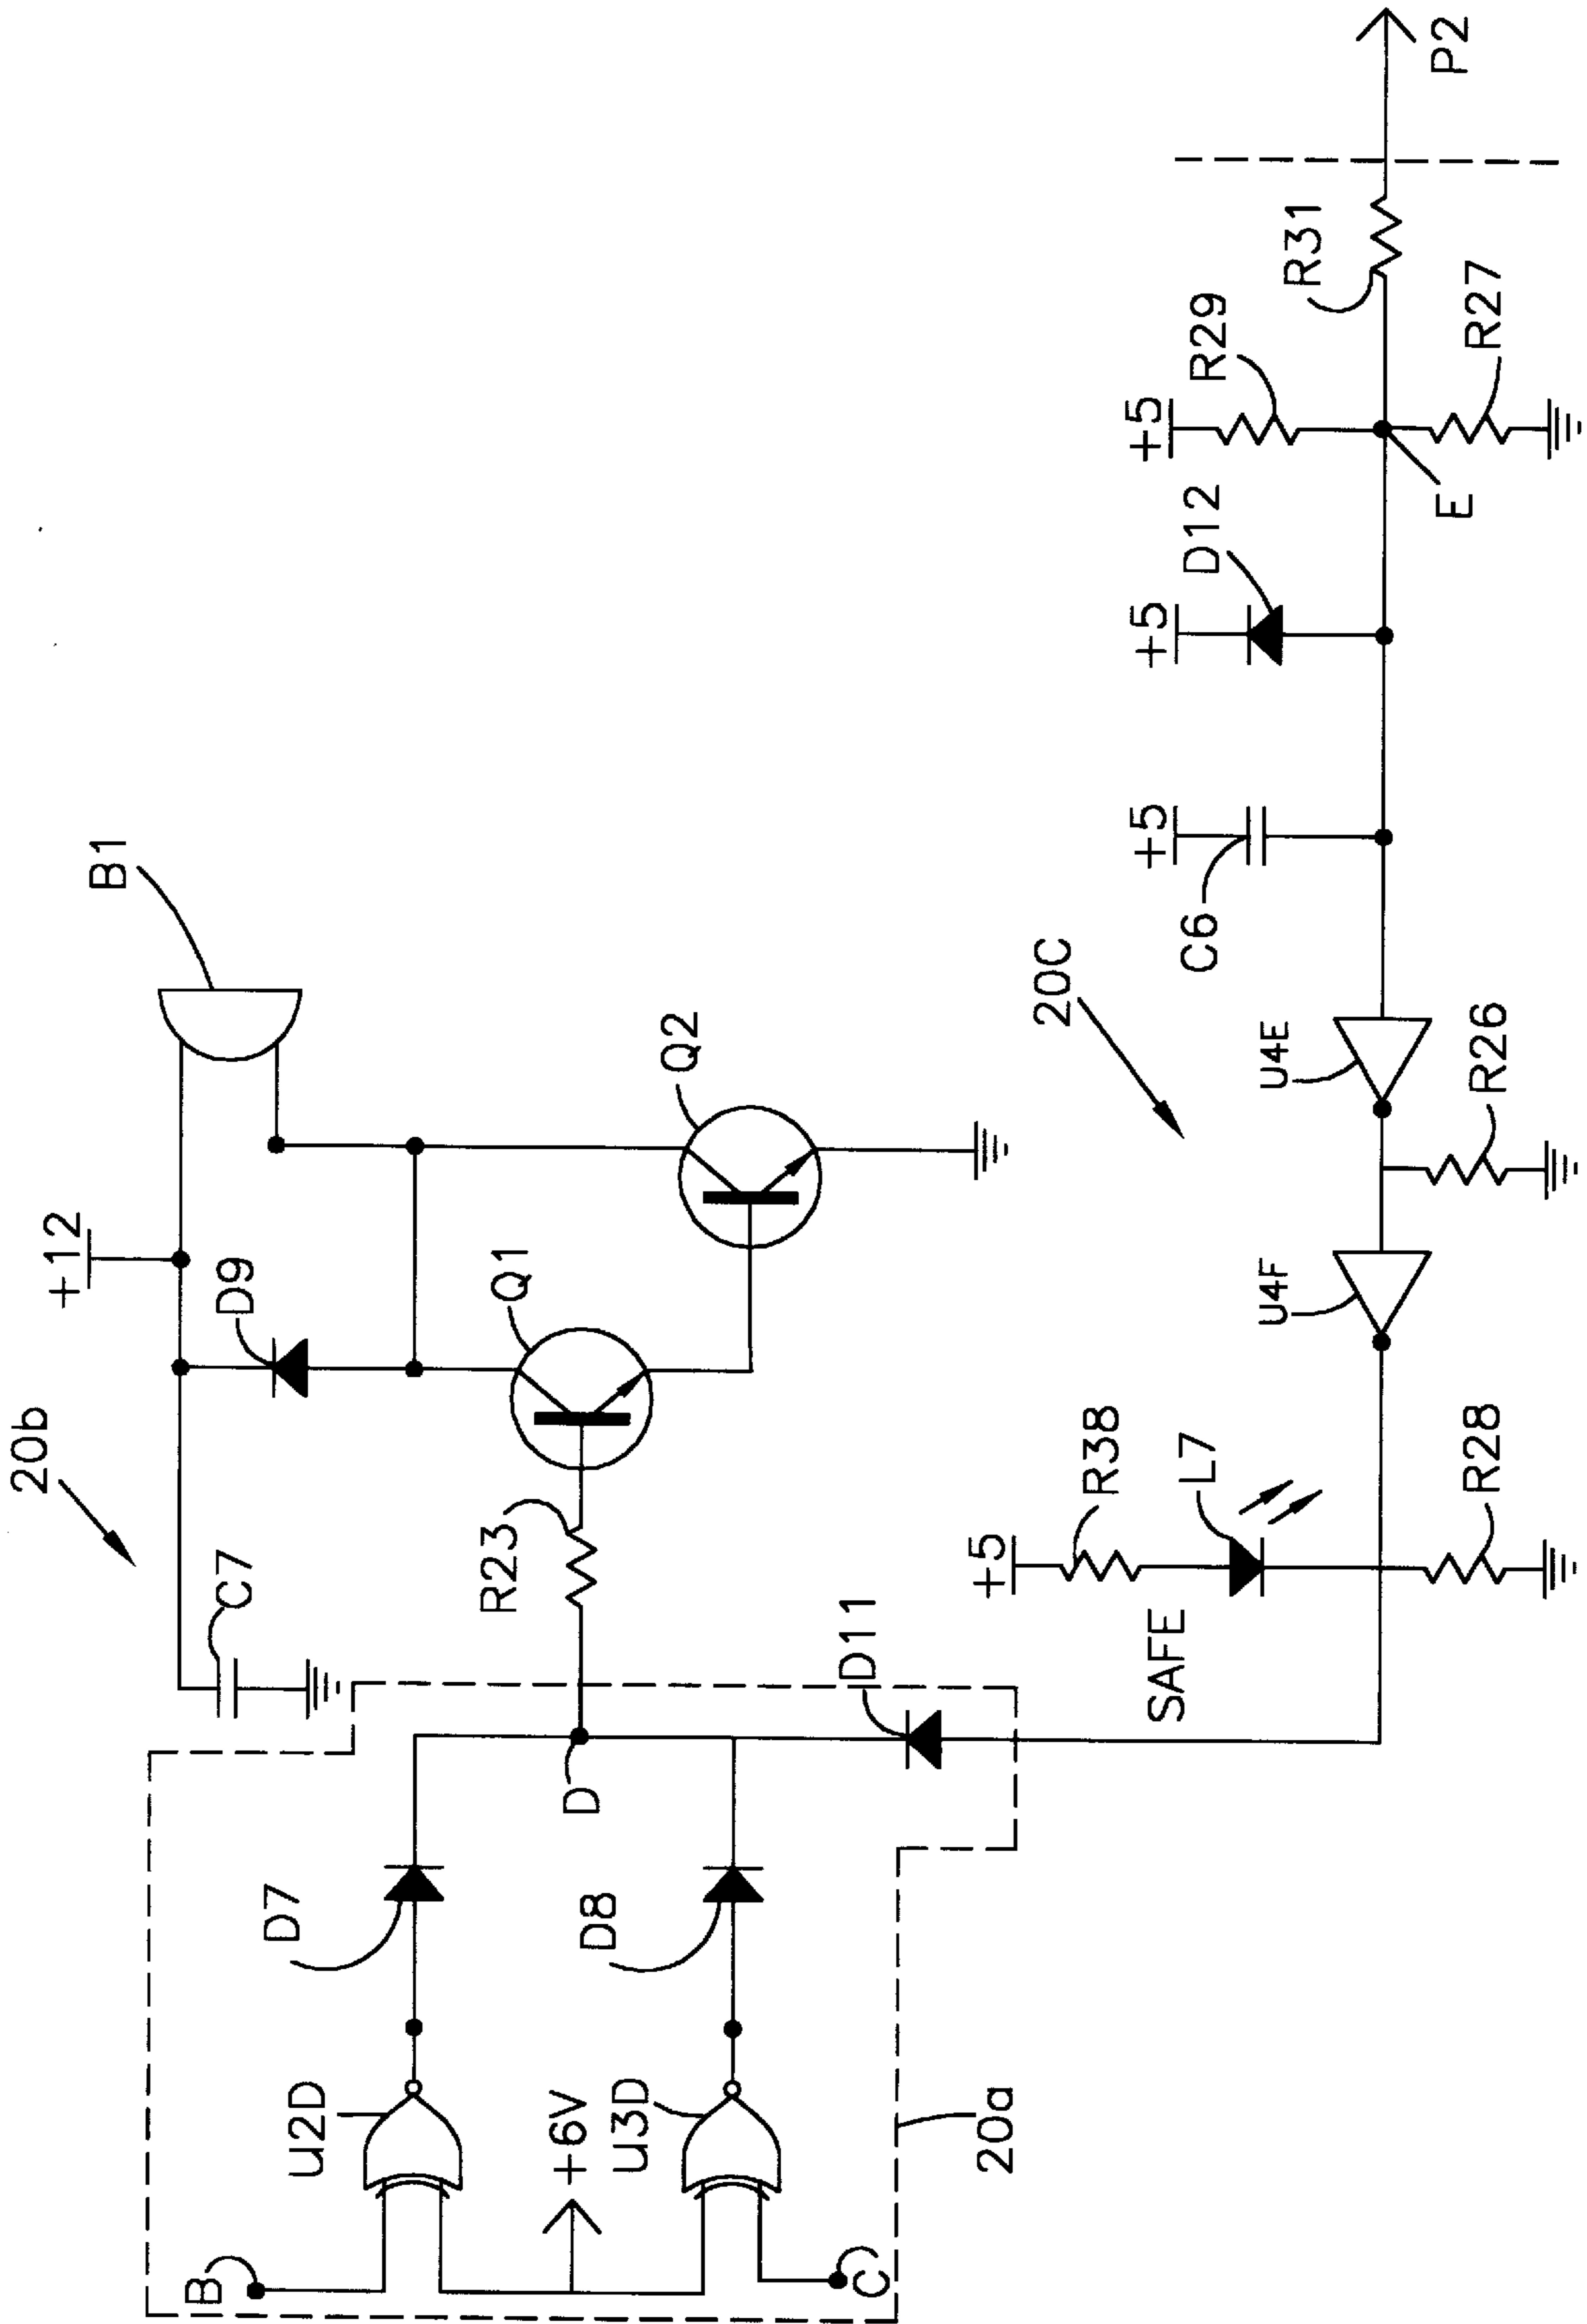 20b
+12
B1
C7
D9
Q1
Q2
R23
D7
D
D8
D11
B
U2D
+6V
U3D
C
20a
20C
+5
R38
L7
SAFE
R28
U4F
U4E
R26
+5
C6
+5
D12
+5
R29
R31
E
R27
P2